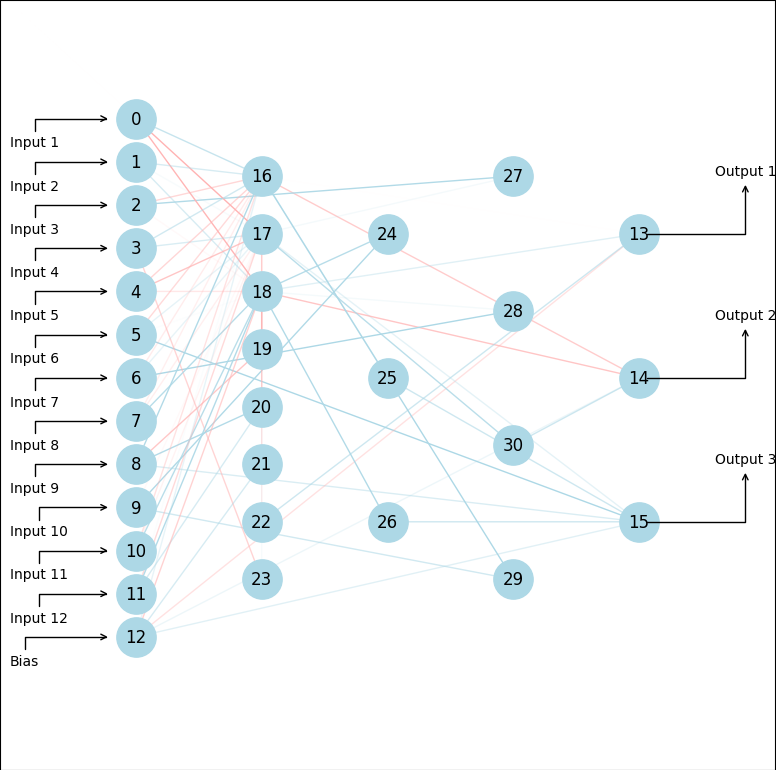 0
Input 1
1
Input 2
2
Input 3
3
Input 4
4
Input 5
5
Input 6
6
Input 7
7
Input 8
8
Input 9
9
Input 10
10
Input 11
11
Input 12
12
Bias
16
17
18
19
20
21
22
23
24
25
26
27
28
30
29
13
14
15
Output 1
Output 2
Output 3